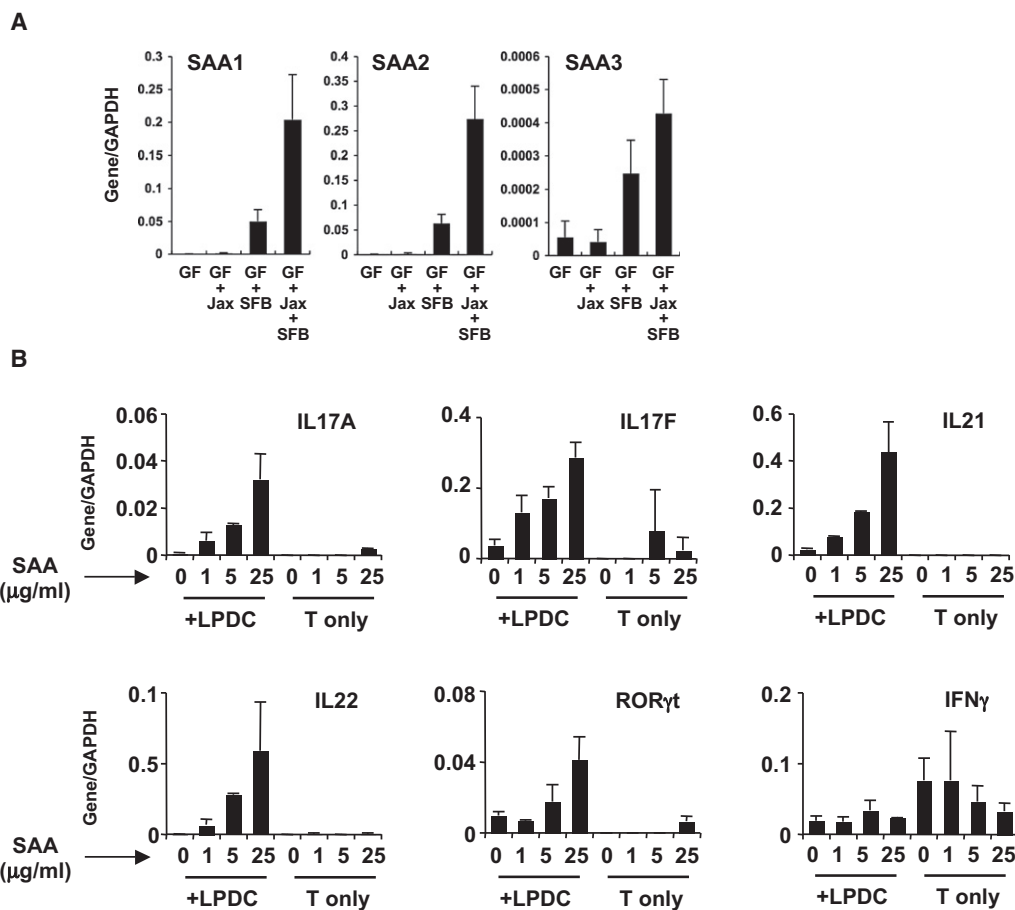 A
SAA1 SAA2 SAA3
Gene/GAPDH
0.3
0.25
0.2
0.15
0.1
0.05
0
0.4
0.35
0.3
0.25
0.2
0.15
0.1
0.05
0
0.0006
0.0005
0.0004
0.0003
0.0002
0.0001
0
GF GF GF GF GF GF GF GF GF GF GF GF
+ + + + + + + + +
Jax SFB Jax Jax SFB Jax Jax SFB Jax
+ + +
SFB SFB SFB
B
IL17A
Gene/GAPDH
0.06
0.04
0.02
0
IL17F
0.4
0.2
0
IL21
0.6
0.4
0.2
0
SAA
(μg/ml)
0 1 5 25 0 1 5 25
+LPDC T only
0 1 5 25 0 1 5 25
+LPDC T only
0 1 5 25 0 1 5 25
+LPDC T only
IL22
Gene/GAPDH
0.1
0.5
0
RORγt
0.08
0.04
0
IFNγ
0.2
0.1
0
SAA
(μg/ml)
0 1 5 25 0 1 5 25
+LPDC T only
0 1 5 25 0 1 5 25
+LPDC T only
0 1 5 25 0 1 5 25
+LPDC T only